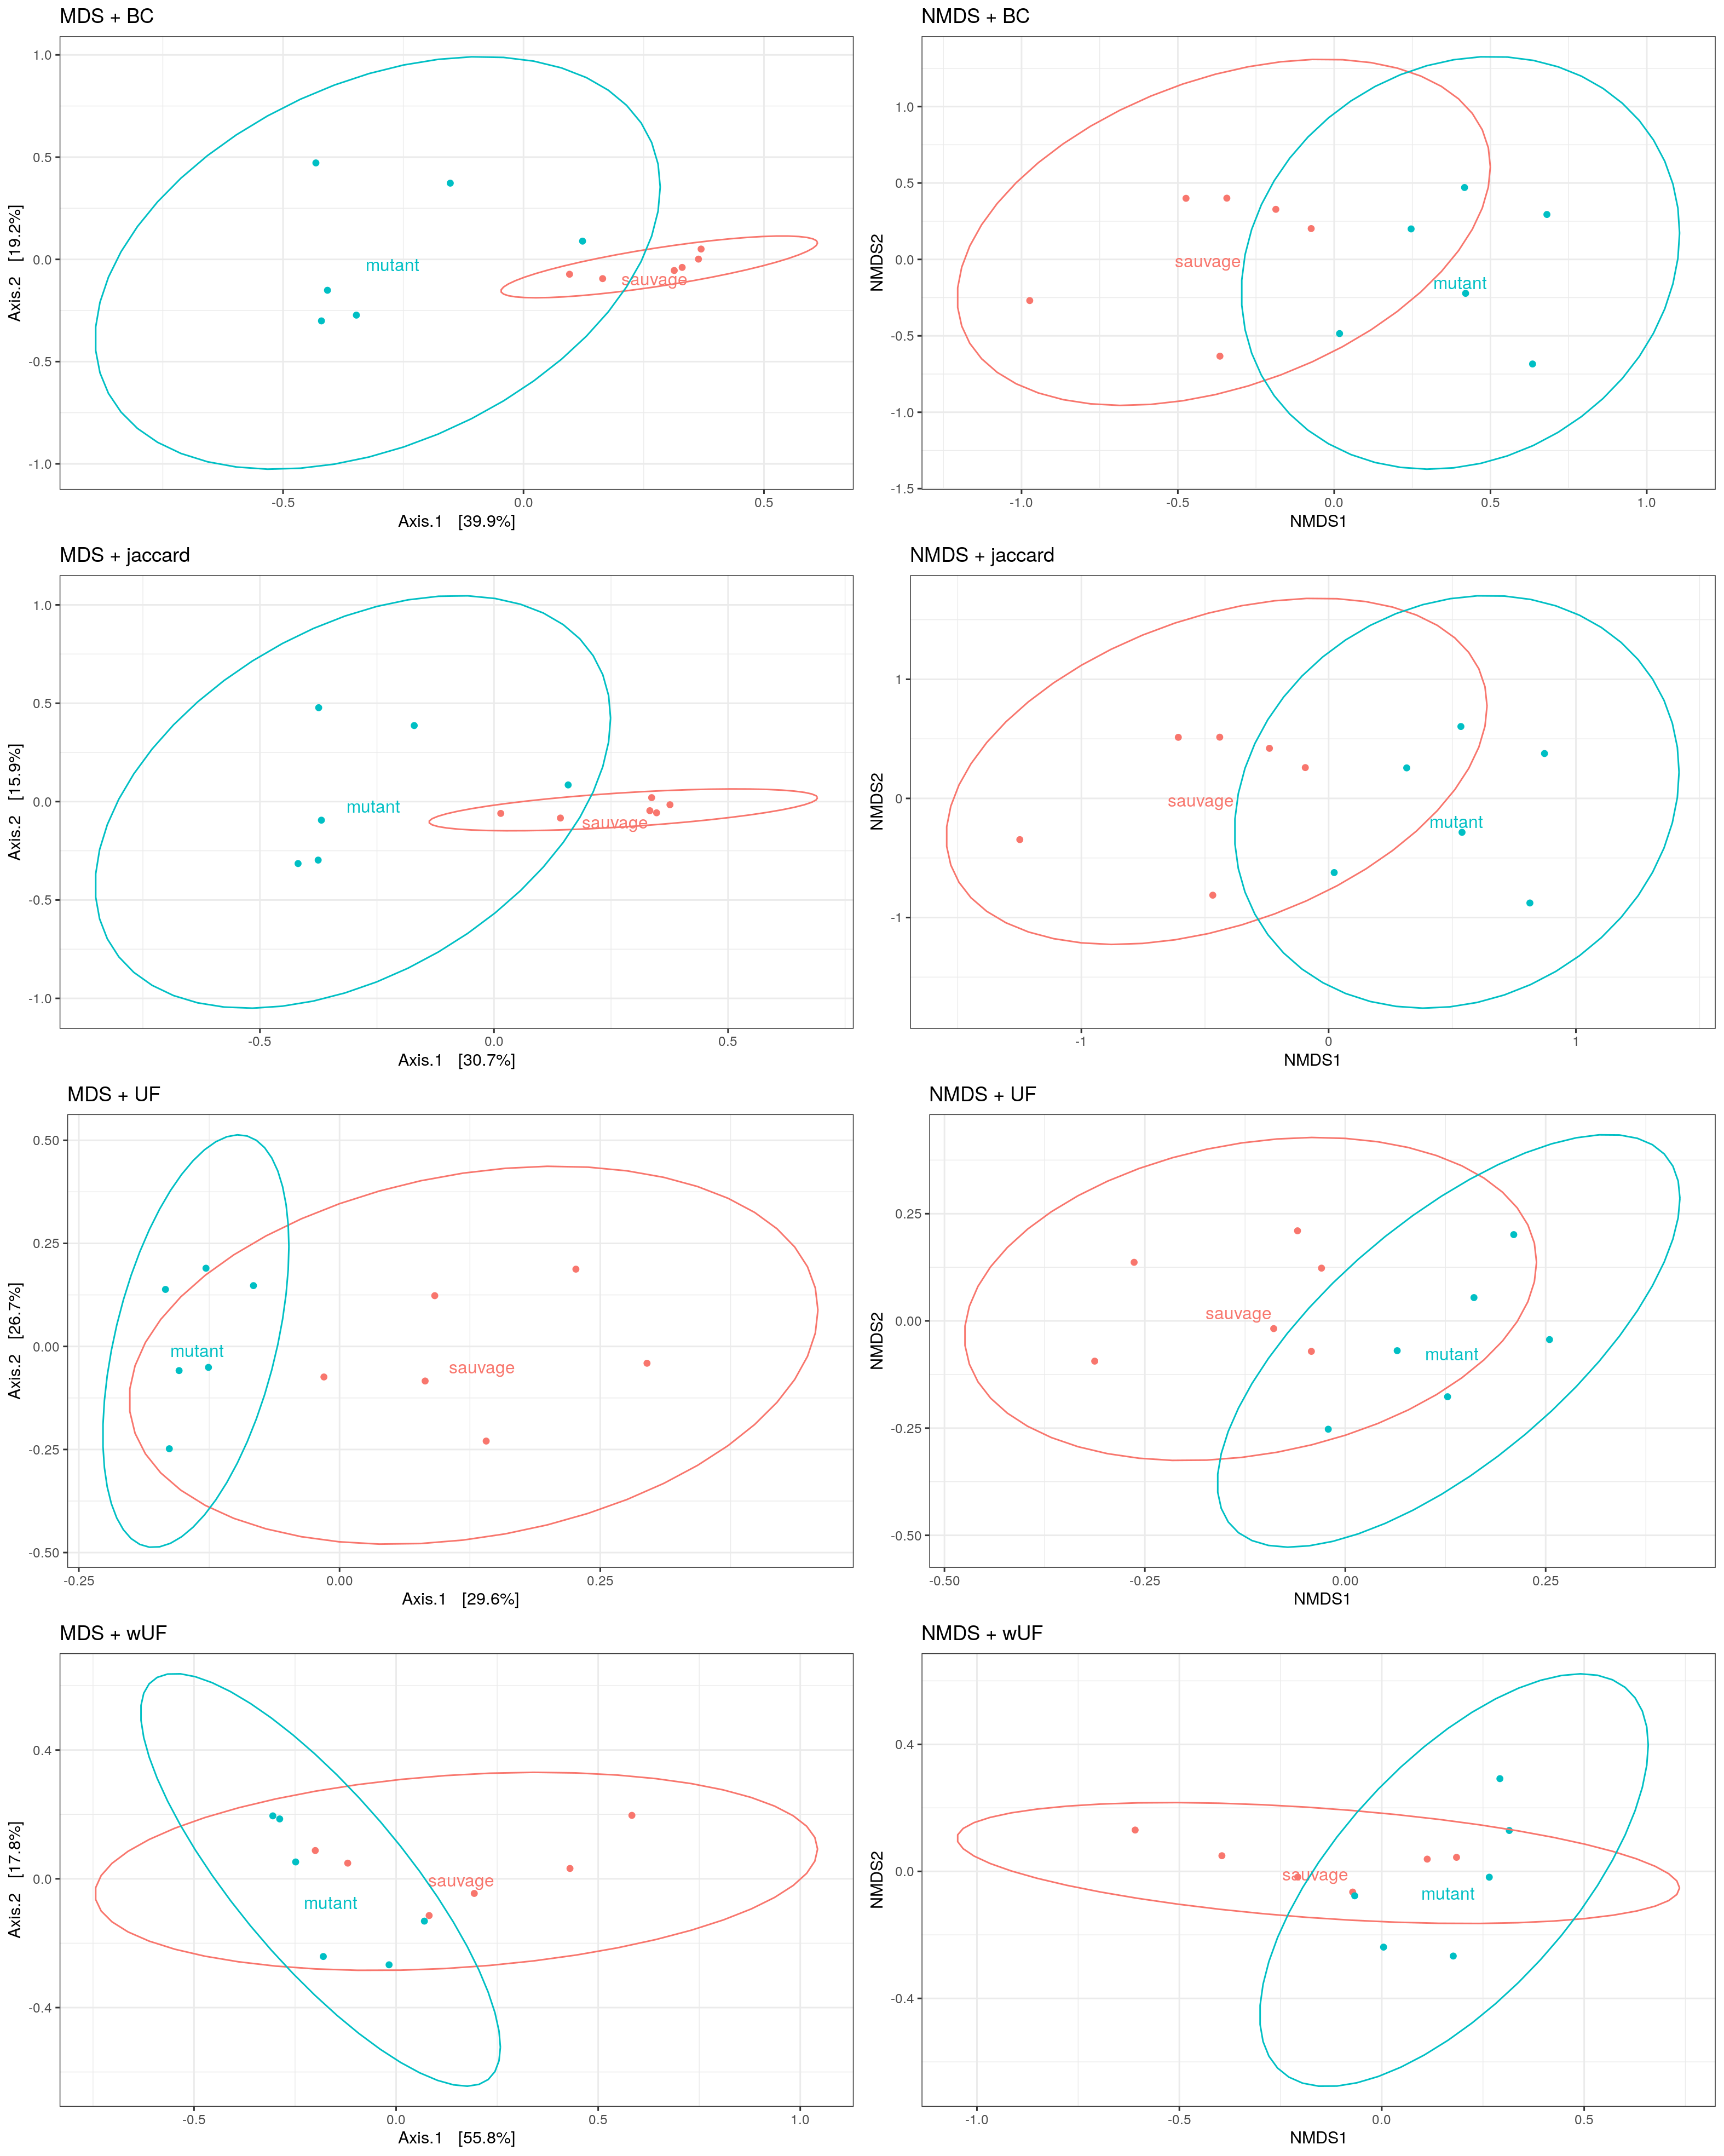 MDS + BC
1.0
0.5
0.0
-0.5
-1.0
Axis.2 [19.2%]
mutant
sauvage
-0.5
0.0
0.5
Axis.1 [39.9%]
NMDS + BC
1.0
0.5
0.0
-0.5
-1.0
-1.5
NMDS2
sauvage
mutant
-1.0
-0.5
0.0
0.5
1.0
NMDS1
MDS + jaccard
1.0
0.5
0.0
-0.5
-1.0
Axis.2 [15.9%]
mutant
sauvage
-0.5
0.0
0.5
Axis.1 [30.7%]
NMDS + jaccard
1
0
-1
NMDS2
sauvage
mutant
-1
0
1
NMDS1
MDS + UF
0.50
0.25
0.00
-0.25
-0.50
Axis.2 [26.7%]
mutant
sauvage
-0.25
0.00
0.25
Axis.1 [29.6%]
NMDS + UF
0.25
0.00
-0.25
-0.50
NMDS2
sauvage
mutant
-0.50
-0.25
0.00
0.25
NMDS1
MDS + wUF
0.4
0.0
-0.4
Axis.2 [17.8%]
sauvage
mutant
-0.5
0.0
0.5
1.0
Axis.1 [55.8%]
NMDS + wUF
0.4
0.0
-0.4
NMDS2
sauvage
mutant
-1.0
-0.5
0.0
0.5
NMDS1